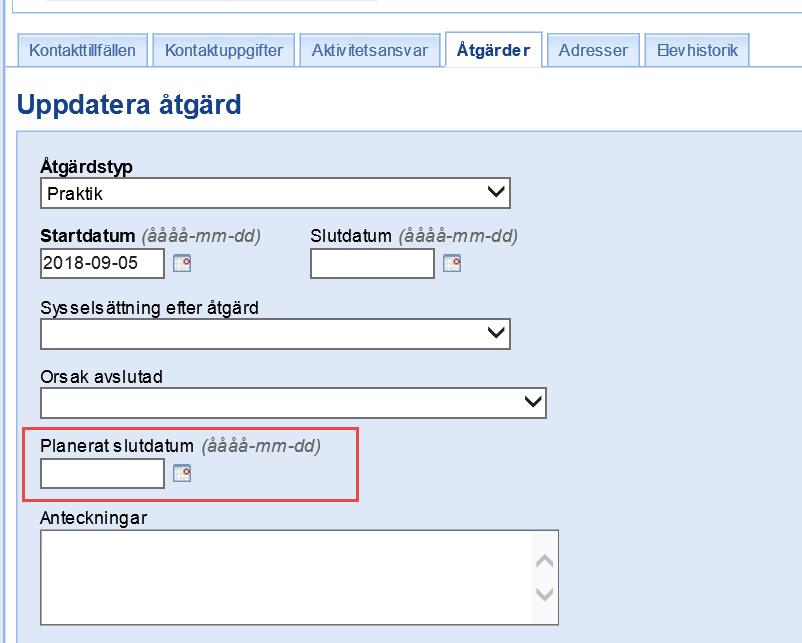 Kontakttillfällen Kontaktuppgifter Aktivitetsansvar Åtgärder Adresser Elevhistorik
Uppdatera åtgärd
Åtgärdstyp
Praktik
Startdatum (åååå-mm-dd) Slutdatum (åååå-mm-dd)
2018-09-05
Sysselsättning efter åtgärd
Orsak avslutad
Planerat slutdatum (åååå-mm-dd)
Anteckningar